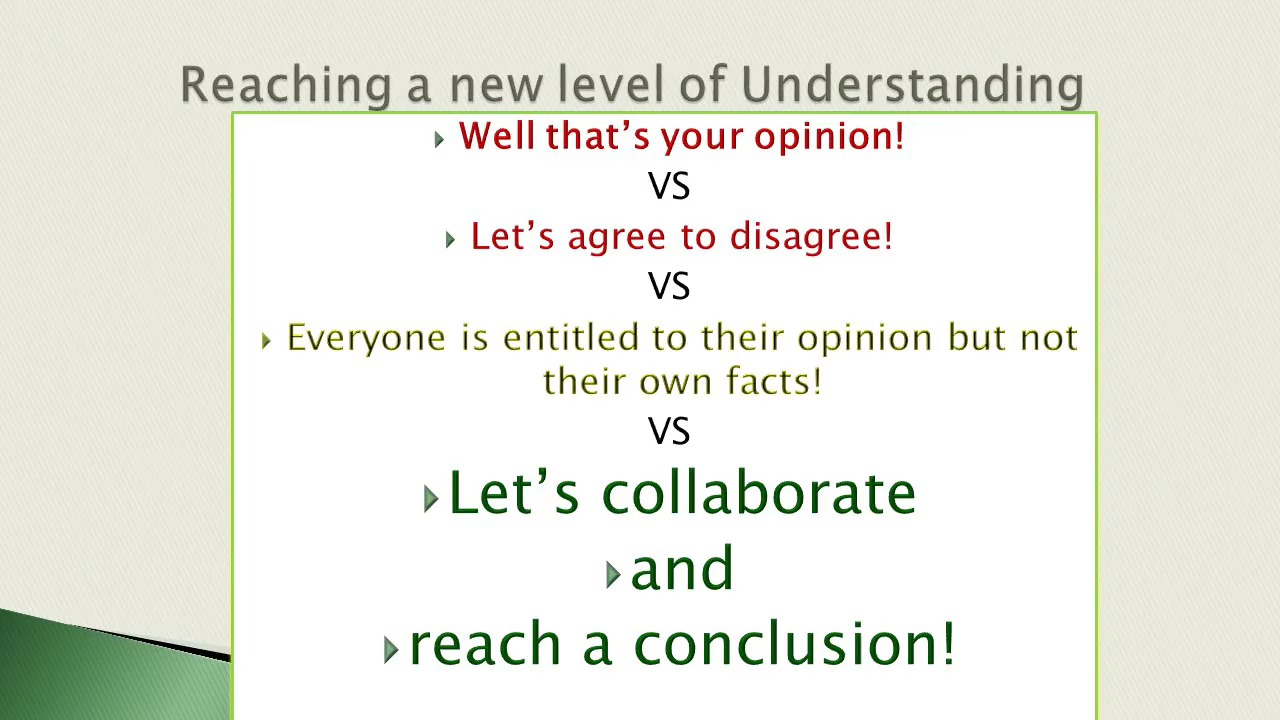 Reaching a new level of Understanding
Well that’s your opinion!
VS
Let’s agree to disagree!
VS
Everyone is entitled to their opinion but not
their own facts!
VS
Let’s collaborate
and
reach a conclusion!